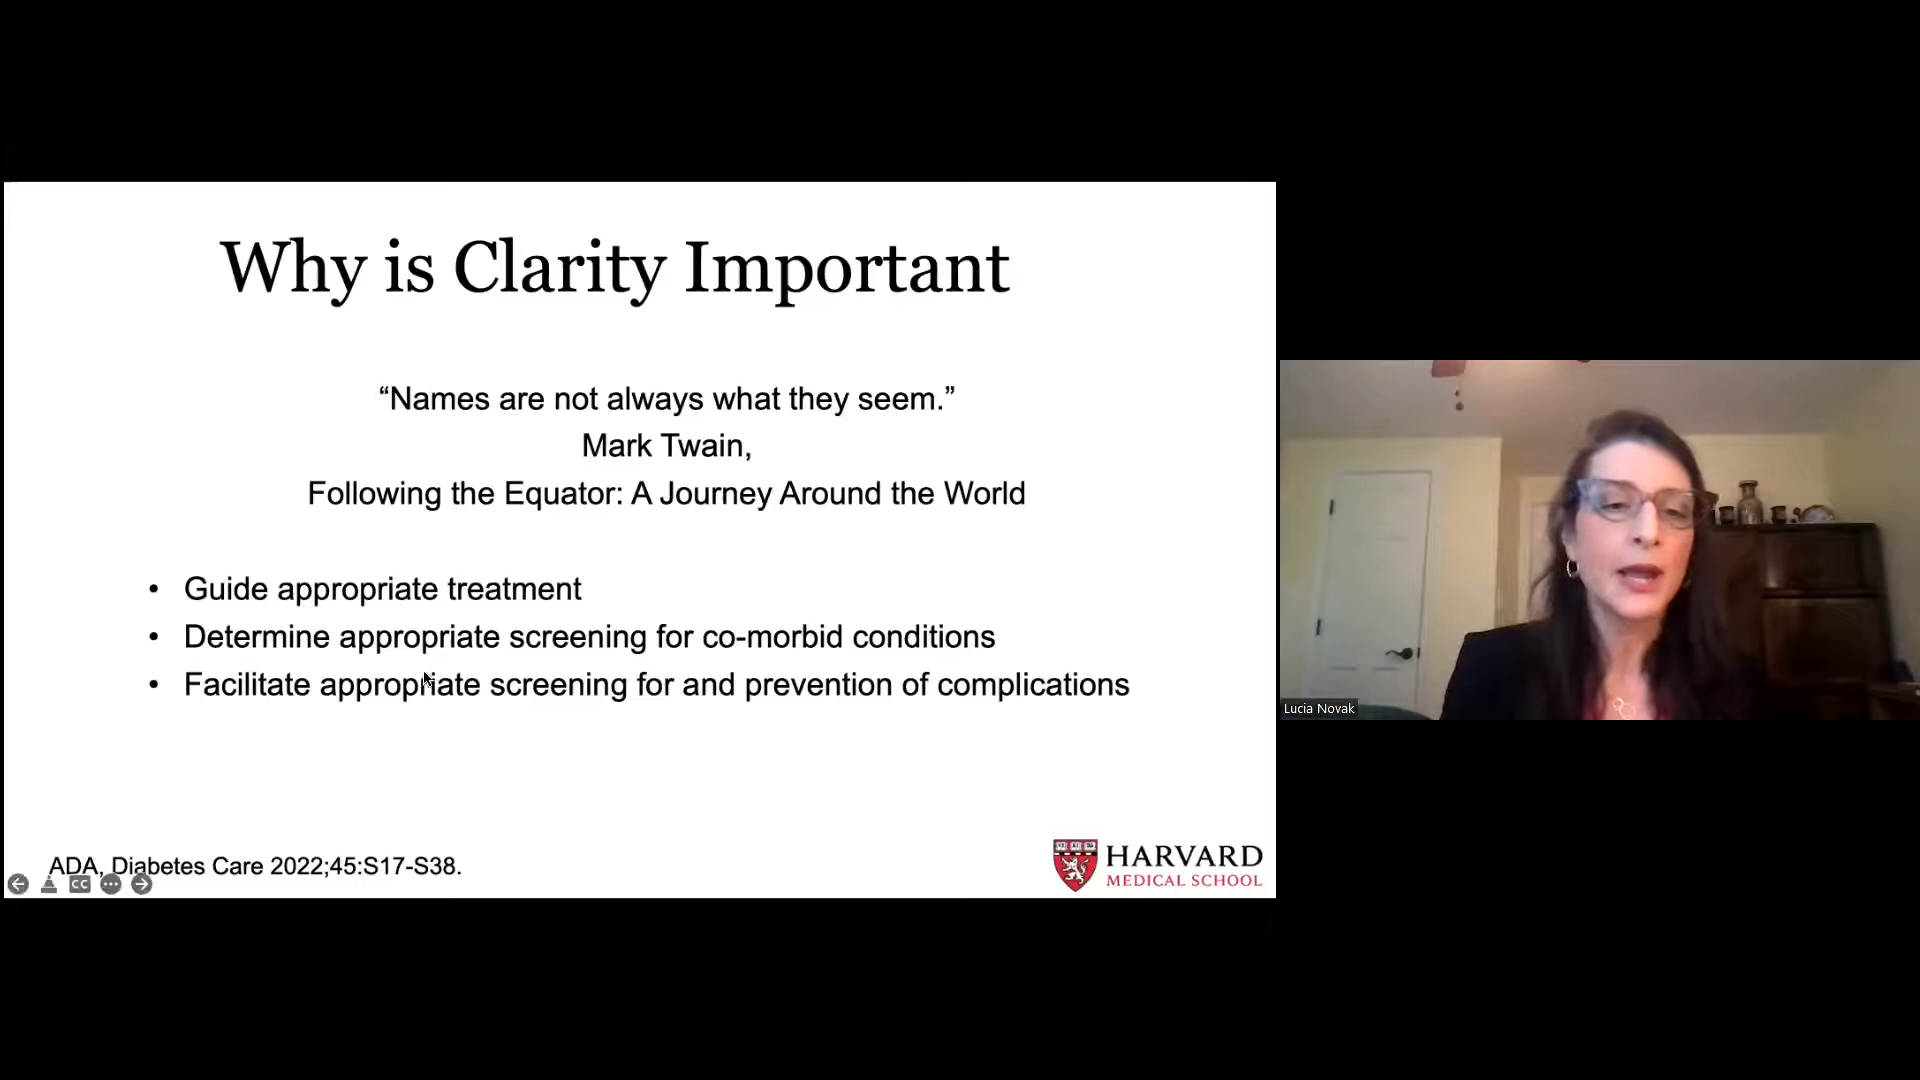 Why is Clarity Important
“Names are not always what they seem.”
Mark Twain,
Following the Equator: A Journey Around the World
• Guide appropriate treatment
• Determine appropriate screening for co-morbid conditions
• Facilitate appropriate screening for and prevention of complications
ADA, Diabetes Care 2022;45:S17-S38.
CC
HARVARD
MEDICAL SCHOOL
Lucia Novak